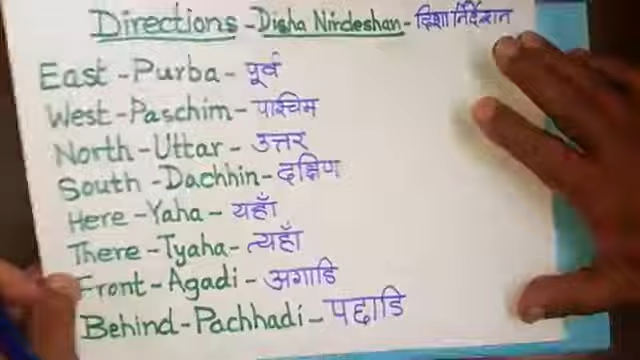 Directions - Disha Nirdeshan - दिशा निर्देशन
East - Purba - पूर्व
West - Paschim - पाश्चिम
North - Uttar - उत्तर
South - Dachhin - दक्षिण
Here - Yaha - यहाँ
There - Tyaha - त्यहाँ
Front - Agadi - अगाडि
Behind - Pachhadi - पछाडि